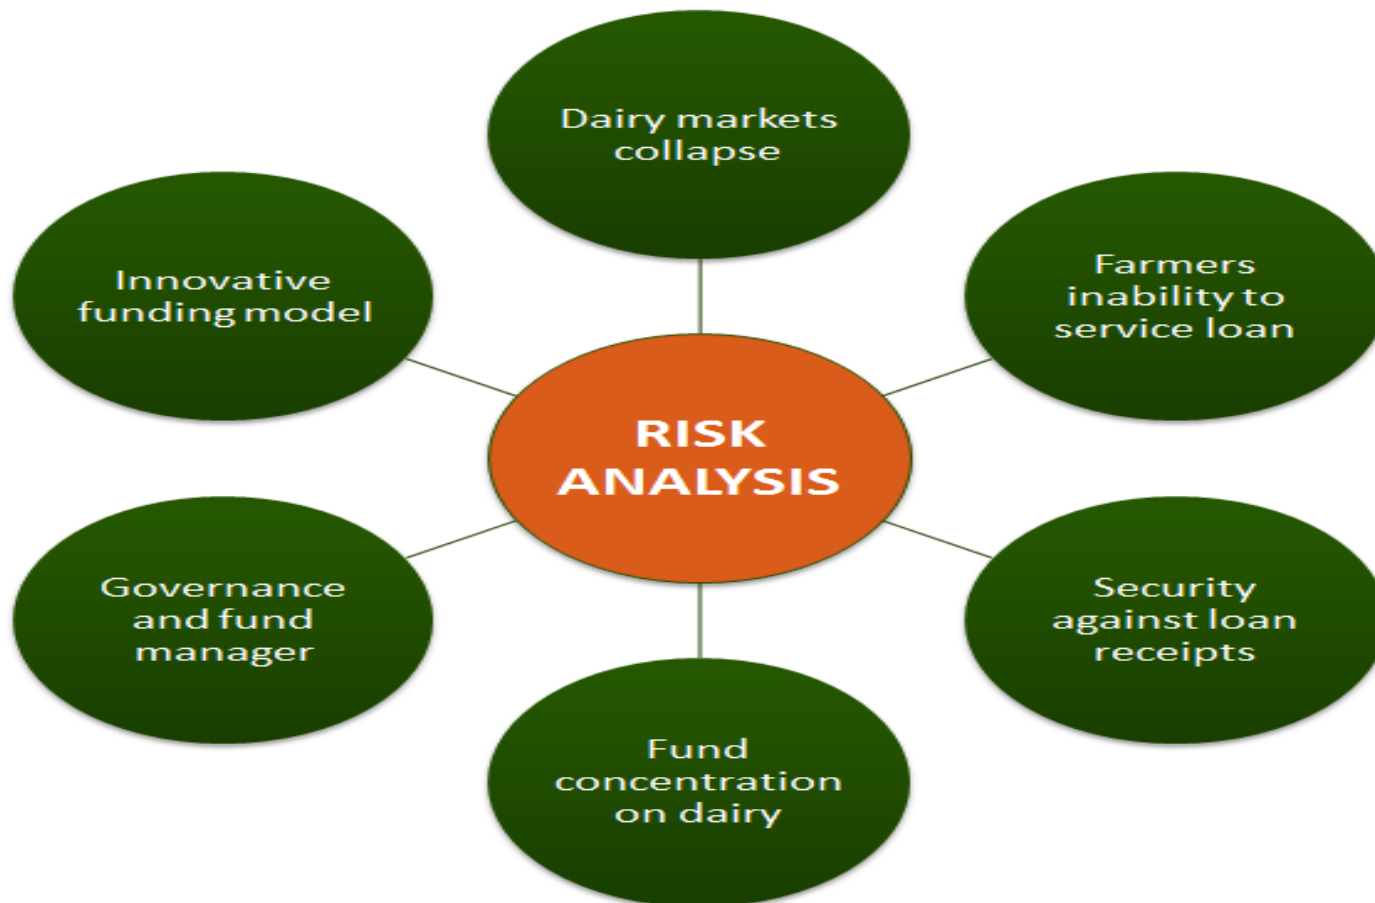 Dairy markets
collapse
Farmers
inability to
service loan
Security
against loan
receipts
Fund
concentration
on dairy
Governance
and fund
manager
Innovative
funding model
RISK
ANALYSIS